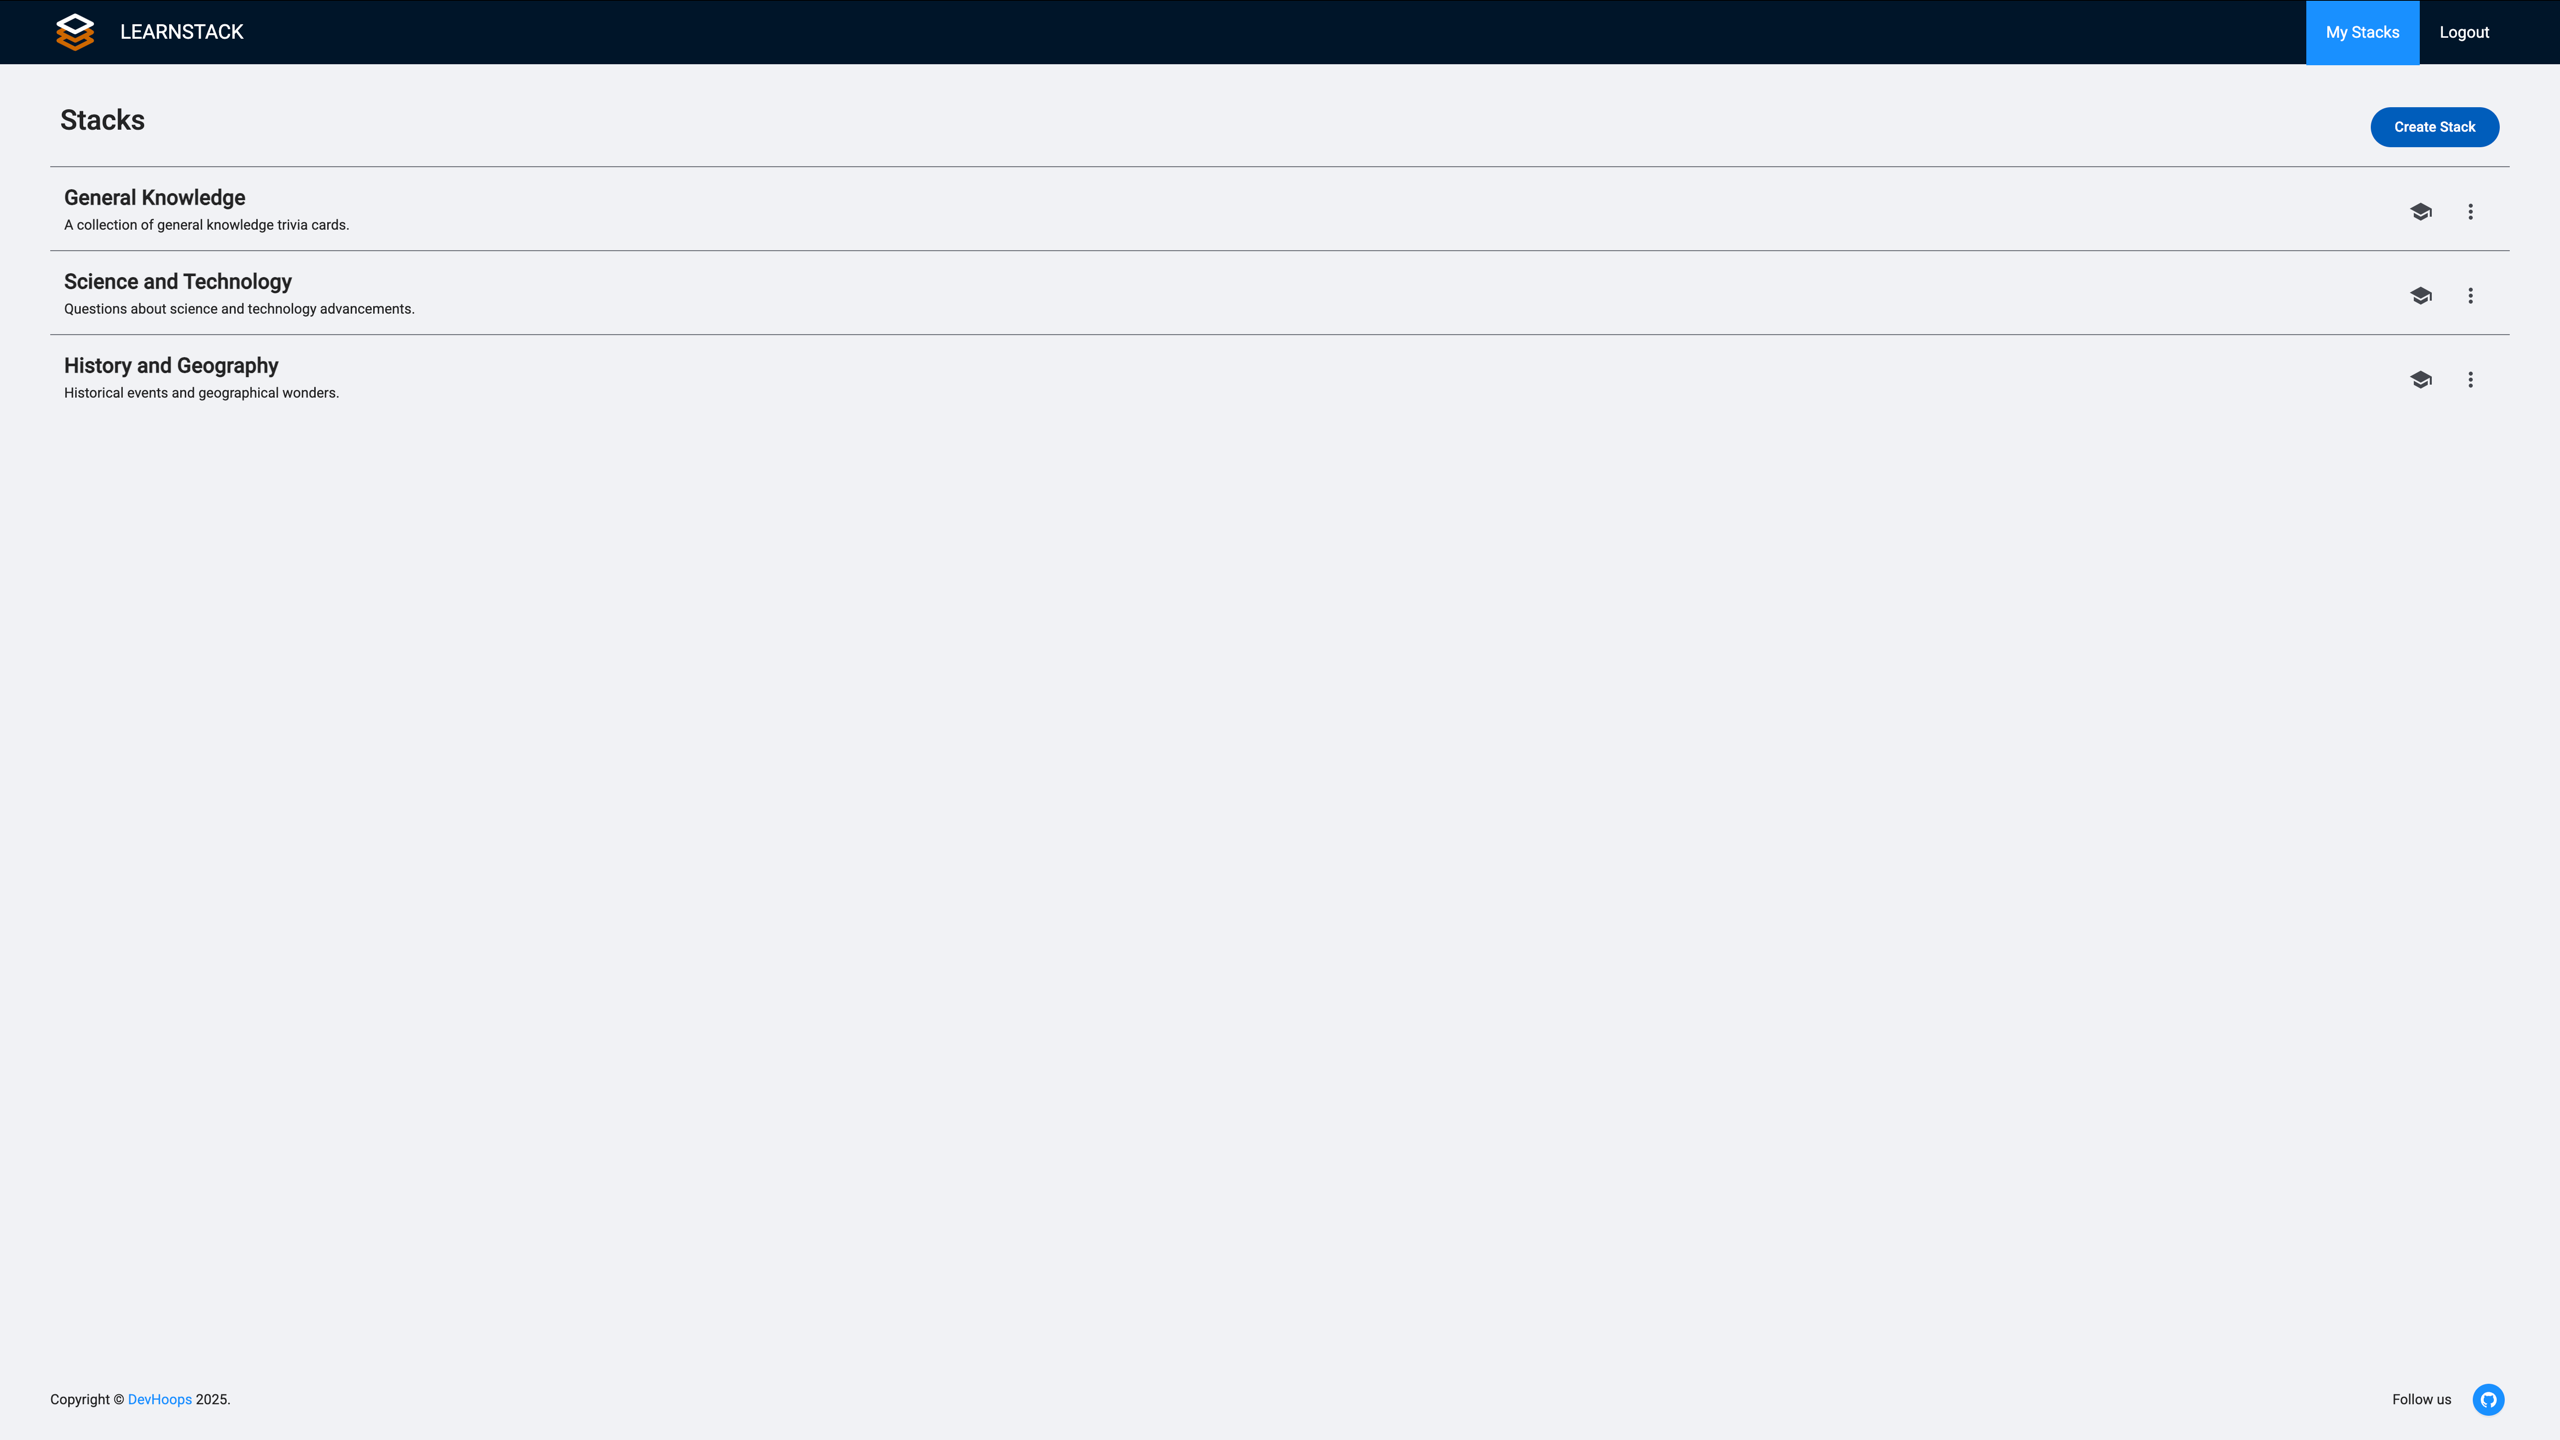 LEARNSTACK
My Stacks
Logout
Stacks
Create Stack
General Knowledge
A collection of general knowledge trivia cards.
Science and Technology
Questions about science and technology advancements.
History and Geography
Historical events and geographical wonders.
Copyright © DevHoops 2025.
Follow us